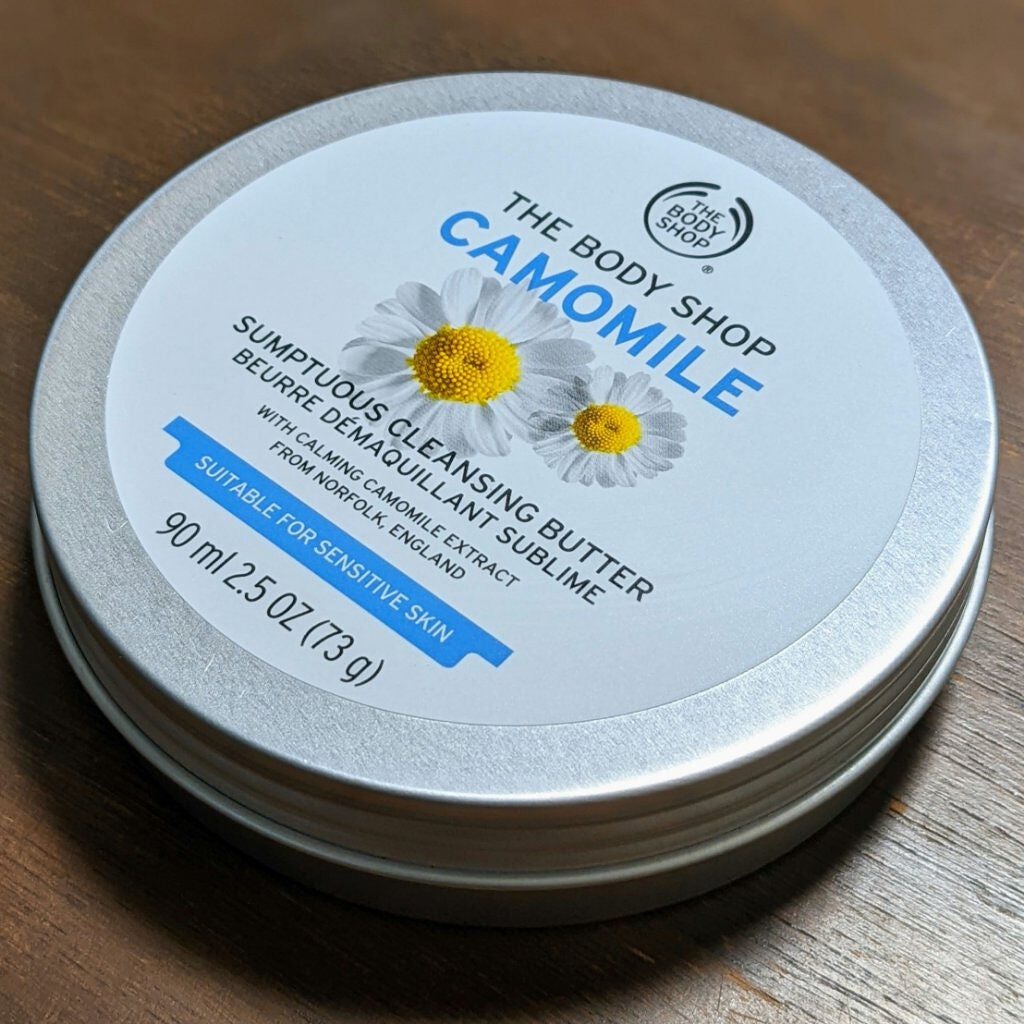 THE
BODY
SHOP
®
THE BODY SHOP
CAMOMILE
SUMPTUOUS CLEANSING BUTTER
BEURRE DÉMAQUILLANT SUBLIME
WITH CALMING CAMOMILE EXTRACT
FROM NORFOLK, ENGLAND
SUITABLE FOR SENSITIVE SKIN
90 ml 2.5 OZ (73 g)